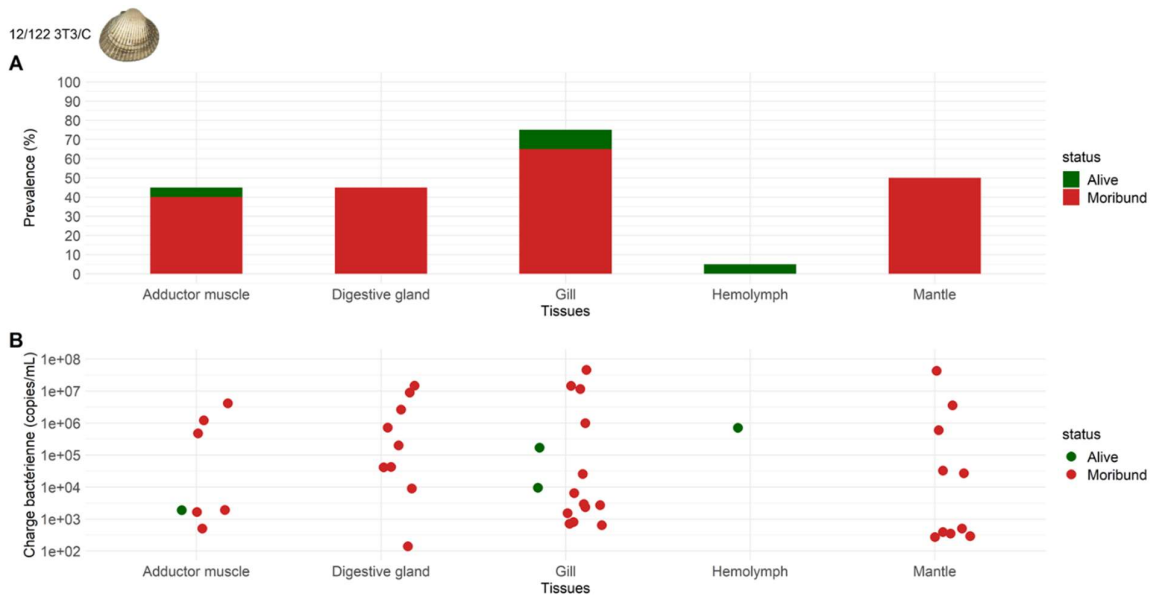 12/122 3T3/C
A
100
90
80
70
60
50
40
30
20
10
0
Prevalence (%)
Adductor muscle
Digestive gland
Gill
Hemolymph
Mantle
Tissues
status
Alive
Moribund
B
1e+08
1e+07
1e+06
1e+05
1e+04
1e+03
1e+02
Charge bactérienne (copies/mL)
Adductor muscle
Digestive gland
Gill
Hemolymph
Mantle
Tissues
status
Alive
Moribund